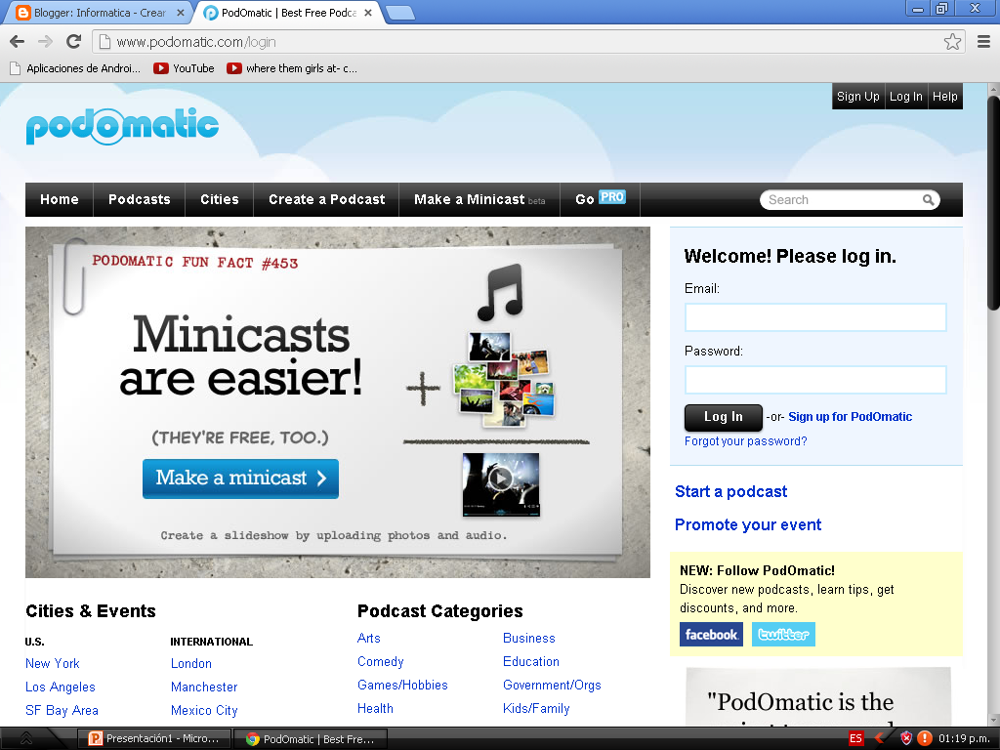 Blogger: Informatica - Crear
PodOmatic | Best Free Podca
www.podomatic.com/login
Aplicaciones de Androi...
YouTube
where them girls at- c...
Sign Up
Log In
Help
podomatic
Home
Podcasts
Cities
Create a Podcast
Make a Minicast beta
Go PRO
Search
PODOMATIC FUN FACT #453
Minicasts
are easier!
(THEY'RE FREE, TOO.)
Make a minicast
Create a slideshow by uploading photos and audio.
Welcome! Please log in.
Email:
Password:
Log In -or- Sign up for PodOmatic
Forgot your password?
Start a podcast
Promote your event
NEW: Follow PodOmatic!
Discover new podcasts, learn tips, get
discounts, and more.
facebook
twitter
"PodOmatic is the
Cities & Events
U.S.
New York
Los Angeles
SF Bay Area
INTERNATIONAL
London
Manchester
Mexico City
Podcast Categories
Arts
Comedy
Games/Hobbies
Health
Business
Education
Government/Orgs
Kids/Family
Presentación1 - Micro...
PodOmatic | Best Fre...
ES
01:19 p.m.